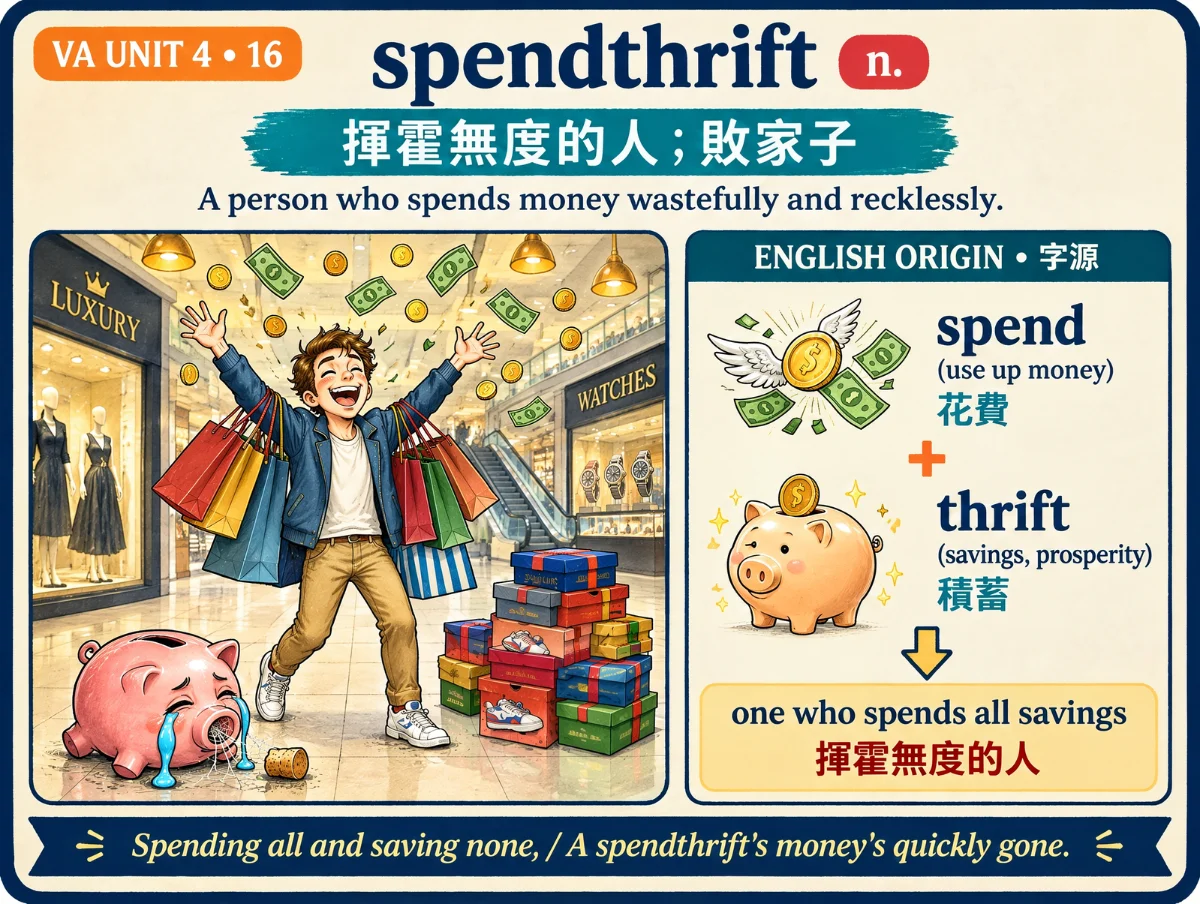 VA UNIT 4 • 16
spendthrift n.
揮霍無度的人；敗家子
A person who spends money wastefully and recklessly.
LUXURY
WATCHES
ENGLISH ORIGIN • 字源
spend
(use up money)
花費
+
thrift
(savings, prosperity)
積蓄
one who spends all savings
揮霍無度的人
Spending all and saving none, / A spendthrift's money's quickly gone.